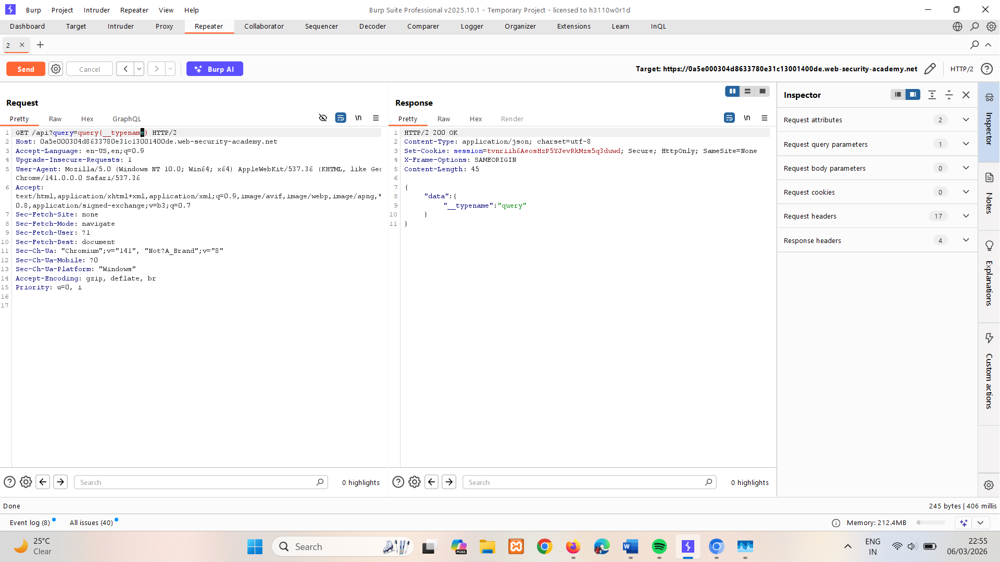 Burp Project Intruder Repeater View Help
Burp Suite Professional v2025.10.1 - Temporary Project - licensed to h3110w0r1d
Dashboard Target Intruder Proxy Repeater Collaborator Sequencer Decoder Comparer Logger Organizer Extensions Learn InQL
2
Send
Cancel
Burp AI
Target: https://0a5e000304d8633780e31c13001400de.web-security-academy.net
HTTP/2
Request
Pretty Raw Hex GraphQL
\n
1 GET /api?query=query{__typename} HTTP/2
2 Host: 0a5e000304d8633780e31c13001400de.web-security-academy.net
3 Accept-Language: en-US,en;q=0.9
4 Upgrade-Insecure-Requests: 1
5 User-Agent: Mozilla/5.0 (Windows NT 10.0; Win64; x64) AppleWebKit/537.36 (KHTML, like Gec
Chrome/141.0.0.0 Safari/537.36
6 Accept:
text/html,application/xhtml+xml,application/xml;q=0.9,image/avif,image/webp,image/apng,*
0.8,application/signed-exchange;v=b3;q=0.7
7 Sec-Fetch-Site: none
8 Sec-Fetch-Mode: navigate
9 Sec-Fetch-User: ?1
10 Sec-Fetch-Dest: document
11 Sec-Ch-Ua: "Chromium";v="141", "Not?A_Brand";v="8"
12 Sec-Ch-Ua-Mobile: ?0
13 Sec-Ch-Ua-Platform: "Windows"
14 Accept-Encoding: gzip, deflate, br
15 Priority: u=0, i
16
17
Search
0 highlights
Response
Pretty Raw Hex Render
\n
1 HTTP/2 200 OK
2 Content-Type: application/json; charset=utf-8
3 Set-Cookie: session=tvnriih6AeosHzP5YJevRkMzs5q3duwd; Secure; HttpOnly; SameSite=None
4 X-Frame-Options: SAMEORIGIN
5 Content-Length: 45
6
7 {
8 "data":{
9 "__typename":"query"
10 }
11 }
Search
0 highlights
Inspector
Request attributes 2
Request query parameters 1
Request body parameters 0
Request cookies 0
Request headers 17
Response headers 4
Inspector
Notes
Explanations
Custom actions
Done
245 bytes | 406 millis
Event log (8) All issues (40)
Memory: 212.4MB
25°C
Clear
Search
M365
ENG
IN
22:55
06/03/2026